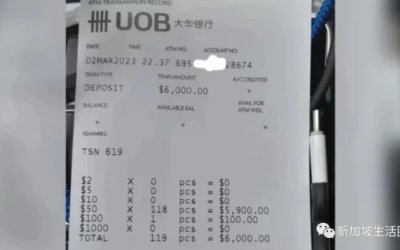 ATM TRANSACTION RECORD
UOB 大华银行
DATE TIME ATM NO. ACCOUNT NO
02MAR2023 22.37 695 28674
TRAN TYPE TRAN AMOUNT A/C CREDITED
DEPOSIT $6,000.00
BALANCE AVAILABLE SAL AVAIL FOR ATM WDL
REMARKS
TSN 619
$2 X 0 pcs = $0
$5 X 0 pcs = $0
$10 X 0 pcs = $0
$50 X 118 pcs = $5,900.00
$100 X 1 pcs = $100.00
$1000 X 0 pcs = $0
TOTAL 119 pcs = $6,000.00
新加坡生活圈